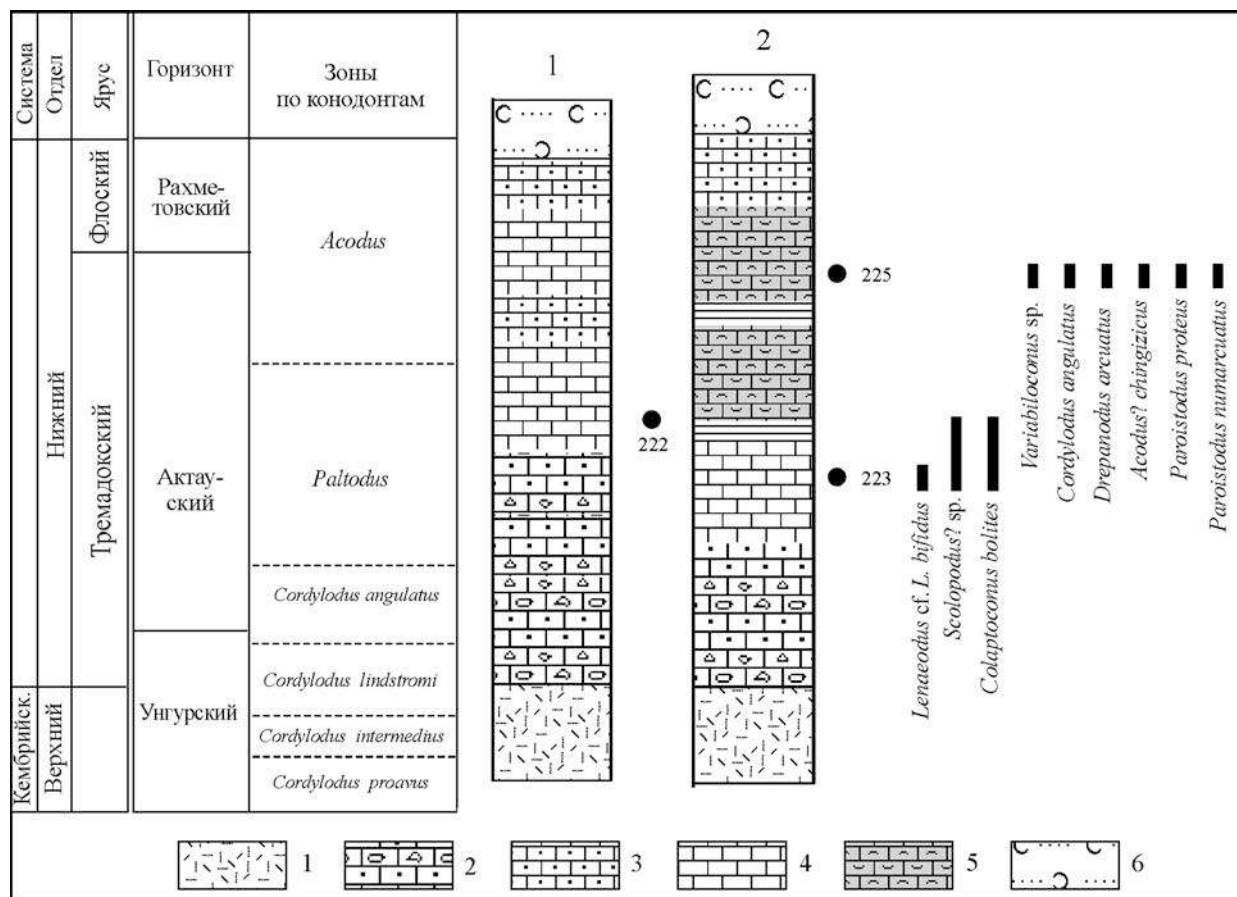 Система
Отдел
Ярус
Горизонт
Зоны
по конодонтам
Кембрийск.
Верхний
Нижний
Тремадокский
Флоский
Рахме-
товский
Актау-
ский
Унгурский
Acodus
Paltodus
Cordylodus angulatus
Cordylodus lindstromi
Cordylodus intermedius
Cordylodus proavus
1
2
222
225
223
Lenaeodus cf. L. bifidus
Scolopodus? sp.
Colaptoconus bolites
Variabiloconus sp.
Cordylodus angulatus
Drepanodus arcuatus
Acodus? chingizicus
Paroistodus proteus
Paroistodus numarcuatus
1
2
3
4
5
6